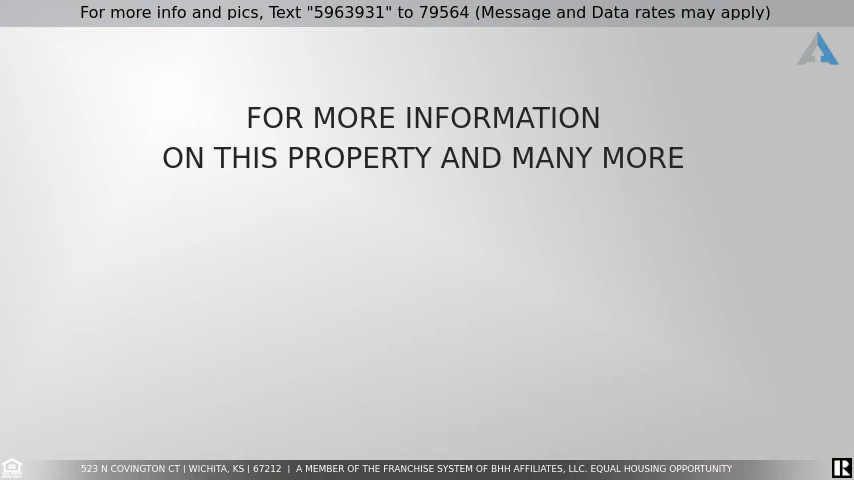 For more info and pics, Text "5963931" to 79564 (Message and Data rates may apply)
FOR MORE INFORMATION
ON THIS PROPERTY AND MANY MORE
523 N COVINGTON CT | WICHITA, KS | 67212 | A MEMBER OF THE FRANCHISE SYSTEM OF BHH AFFILIATES, LLC. EQUAL HOUSING OPPORTUNITY